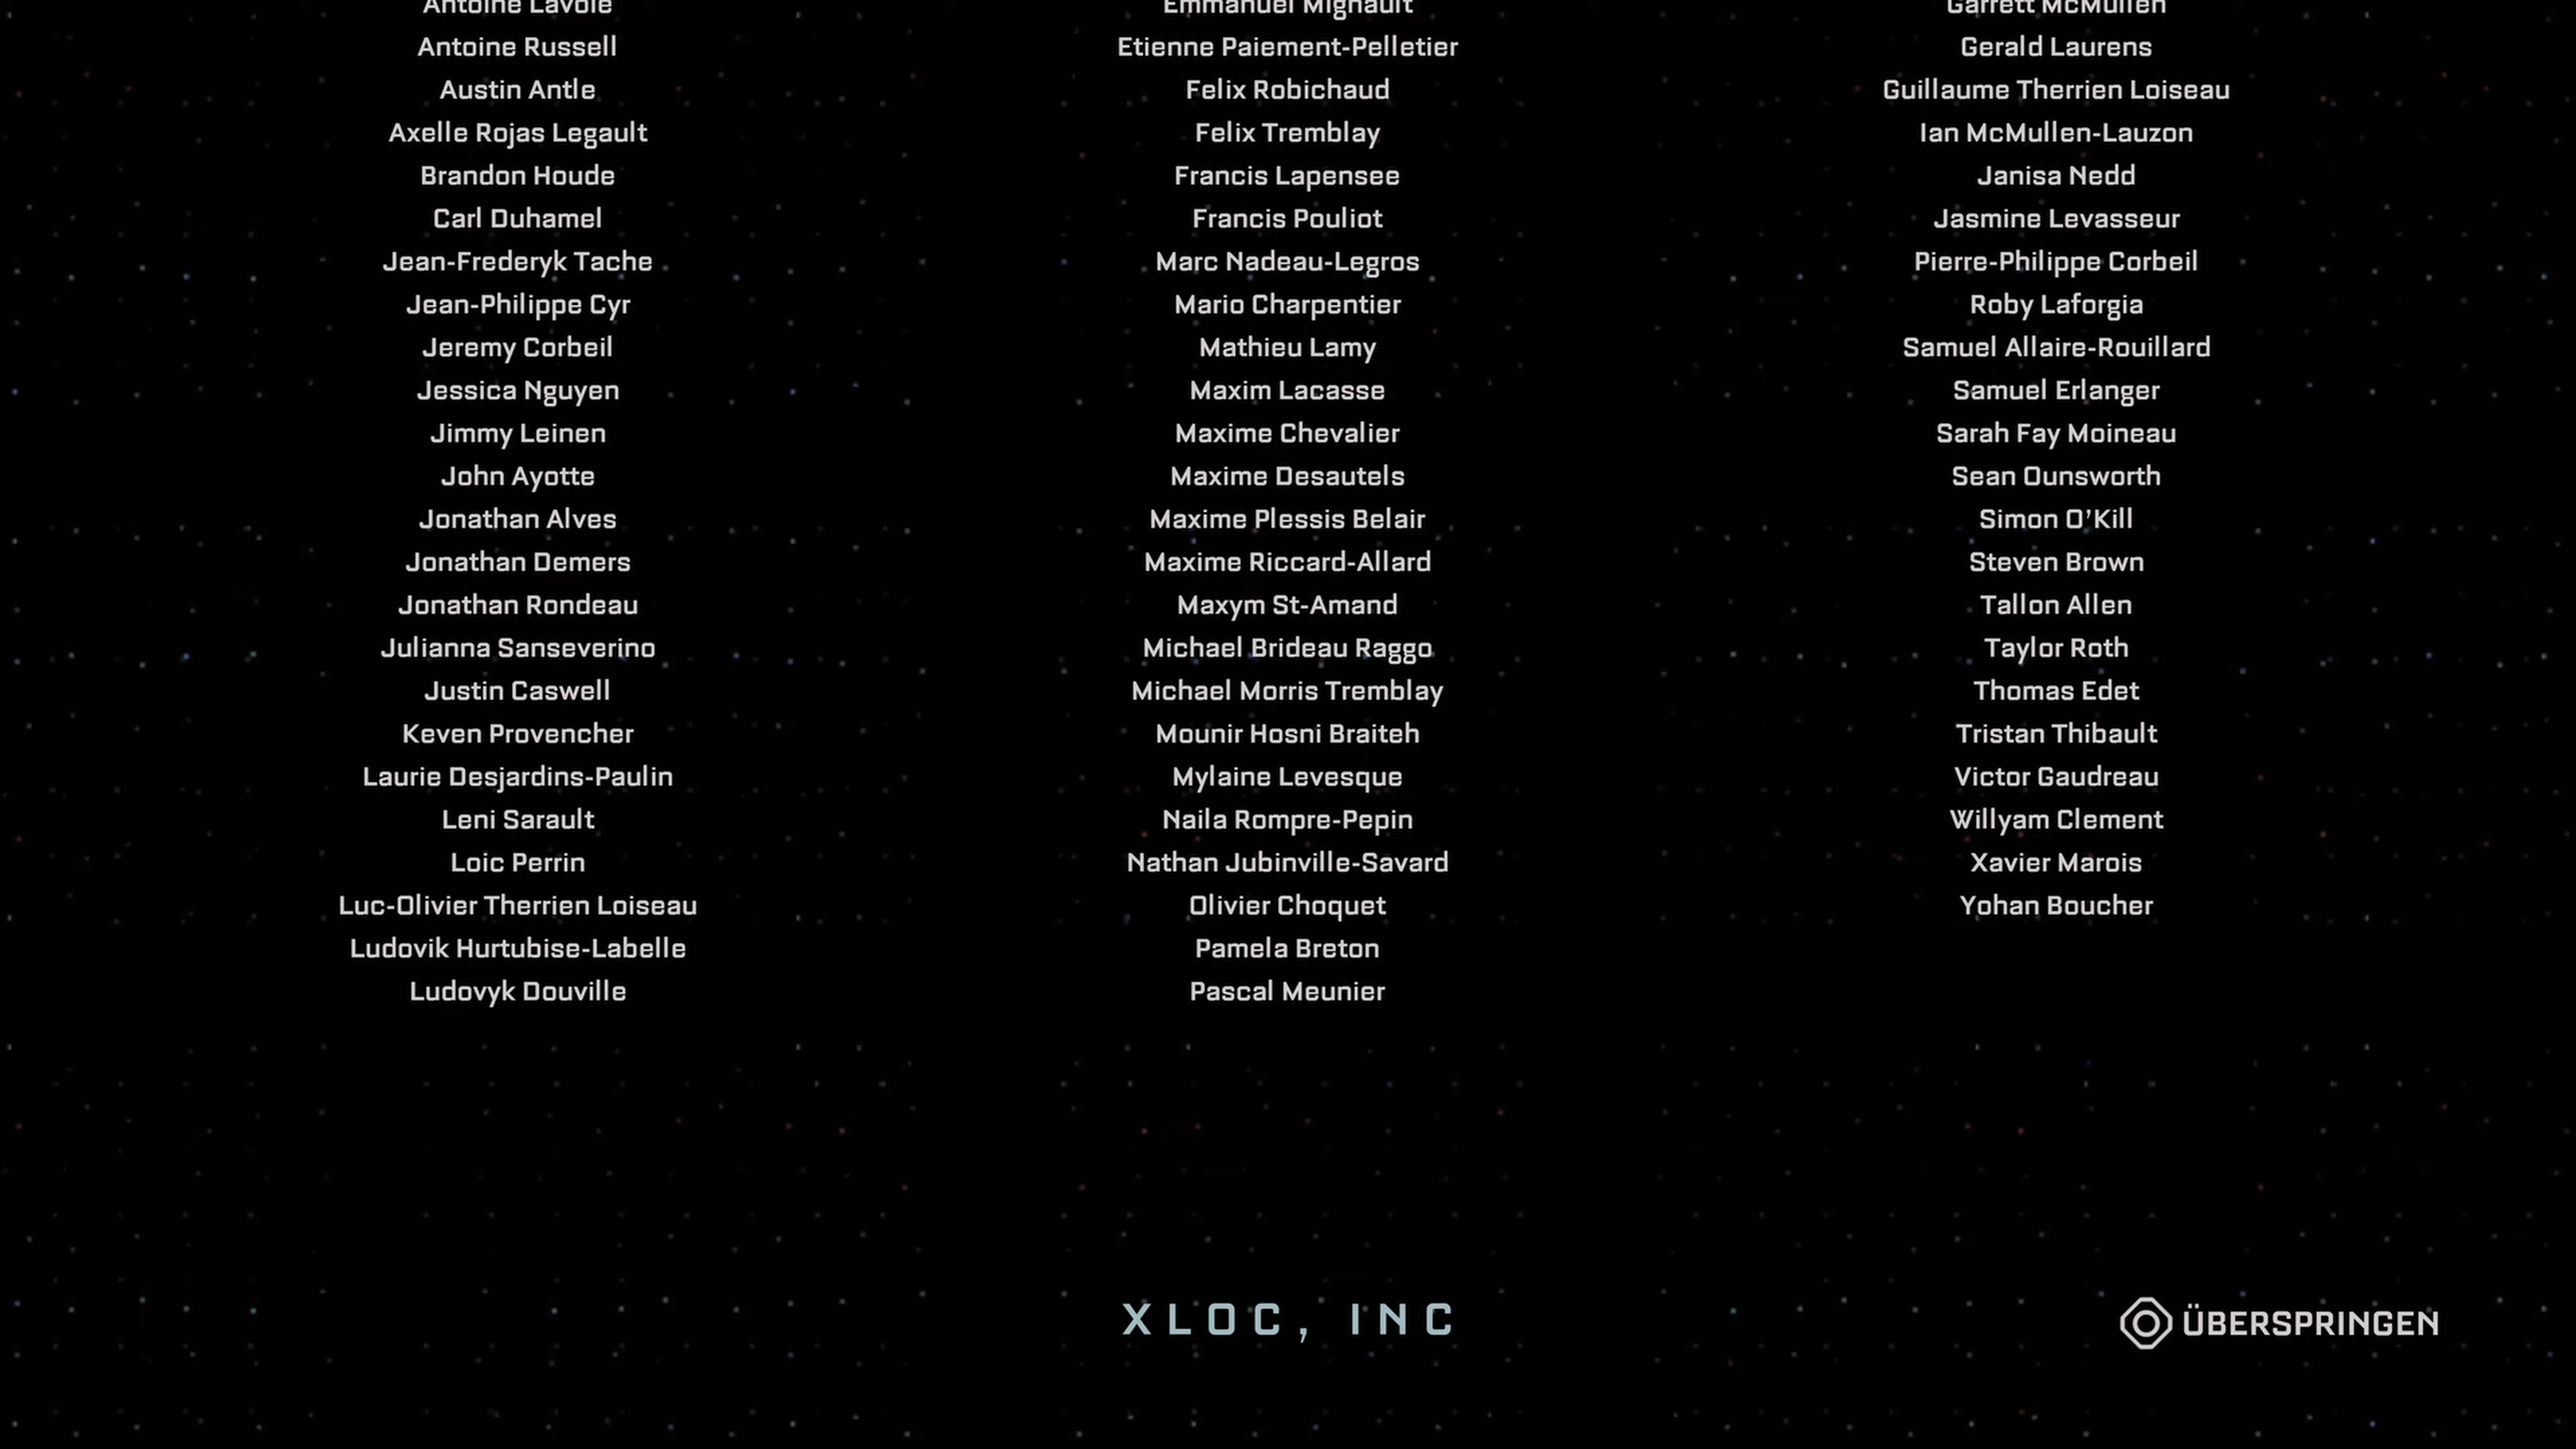 Antoine Lavoie
Antoine Russell
Austin Antle
Axelle Rojas Legault
Brandon Houde
Carl Duhamel
Jean-Frederyk Tache
Jean-Philippe Cyr
Jeremy Corbeil
Jessica Nguyen
Jimmy Leinen
John Ayotte
Jonathan Alves
Jonathan Demers
Jonathan Rondeau
Julianna Sanseverino
Justin Caswell
Keven Provencher
Laurie Desjardins-Paulin
Leni Sarault
Loic Perrin
Luc-Olivier Therrien Loiseau
Ludovik Hurtubise-Labelle
Ludovyk Douville
Emmanuel Mignault
Etienne Paiement-Pelletier
Felix Robichaud
Felix Tremblay
Francis Lapensee
Francis Pouliot
Marc Nadeau-Legros
Mario Charpentier
Mathieu Lamy
Maxim Lacasse
Maxime Chevalier
Maxime Desautels
Maxime Plessis Belair
Maxime Riccard-Allard
Maxym St-Amand
Michael Brideau Raggo
Michael Morris Tremblay
Mounir Hosni Braiteh
Mylaine Levesque
Naila Rompre-Pepin
Nathan Jubinville-Savard
Olivier Choquet
Pamela Breton
Pascal Meunier
Garrett McMullen
Gerald Laurens
Guillaume Therrien Loiseau
Ian McMullen-Lauzon
Janisa Nedd
Jasmine Levasseur
Pierre-Philippe Corbeil
Roby Laforgia
Samuel Allaire-Rouillard
Samuel Erlanger
Sarah Fay Moineau
Sean Ounsworth
Simon O’Kill
Steven Brown
Tallon Allen
Taylor Roth
Thomas Edet
Tristan Thibault
Victor Gaudreau
Willyam Clement
Xavier Marois
Yohan Boucher
XLOC, INC
ÜBERSPRINGEN